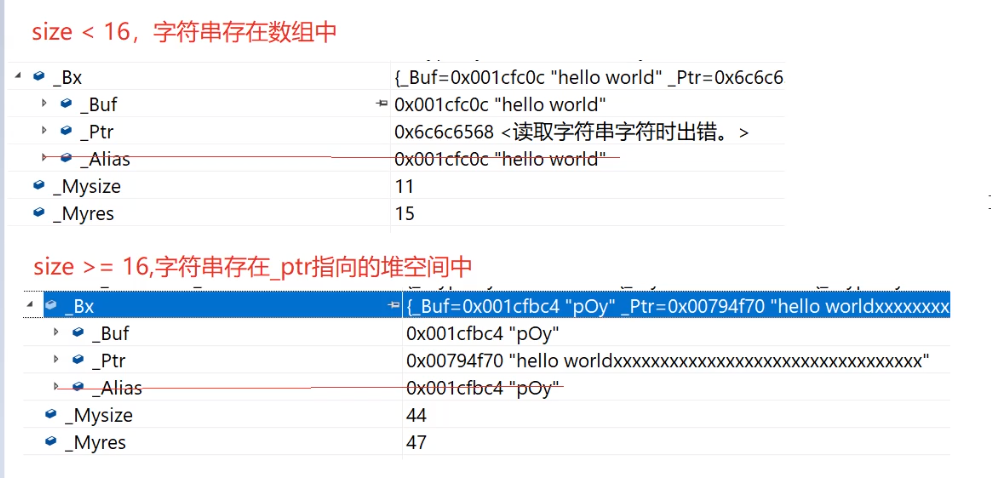 size < 16，字符串存在数组中
_Bx {_Buf=0x001cfc0c "hello world" _Ptr=0x6c6c6
_Buf 0x001cfc0c "hello world"
_Ptr 0x6c6c6568 <读取字符串字符时出错。>
_Alias 0x001cfc0c "hello world"
_Mysize 11
_Myres 15
size >= 16,字符串存在_ptr指向的堆空间中
_Bx {_Buf=0x001cfbc4 "pOy" _Ptr=0x00794f70 "hello worldxxxxxxxx
_Buf 0x001cfbc4 "pOy"
_Ptr 0x00794f70 "hello worldxxxxxxxxxxxxxxxxxxxxxxxxxxxxxxxxx"
_Alias 0x001cfbc4 "pOy"
_Mysize 44
_Myres 47